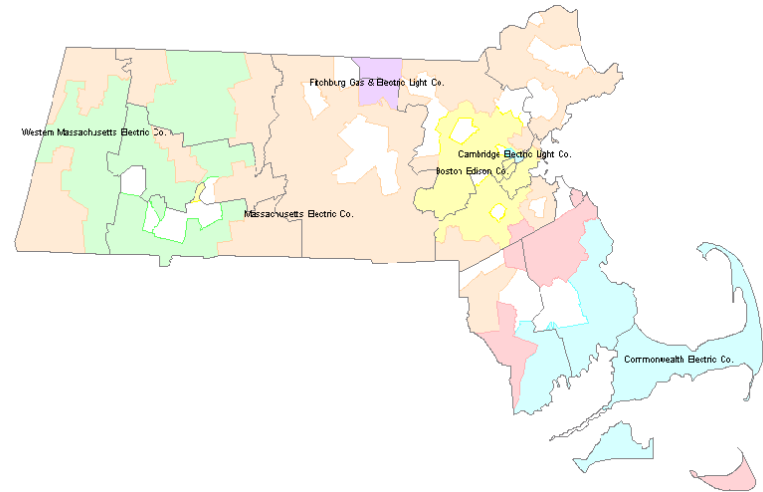 Fitchburg Gas & Electric Light Co.
Western Massachusetts Electric Co.
Cambridge Electric Light Co.
Boston Edison Co.
Massachusetts Electric Co.
Commonwealth Electric Co.